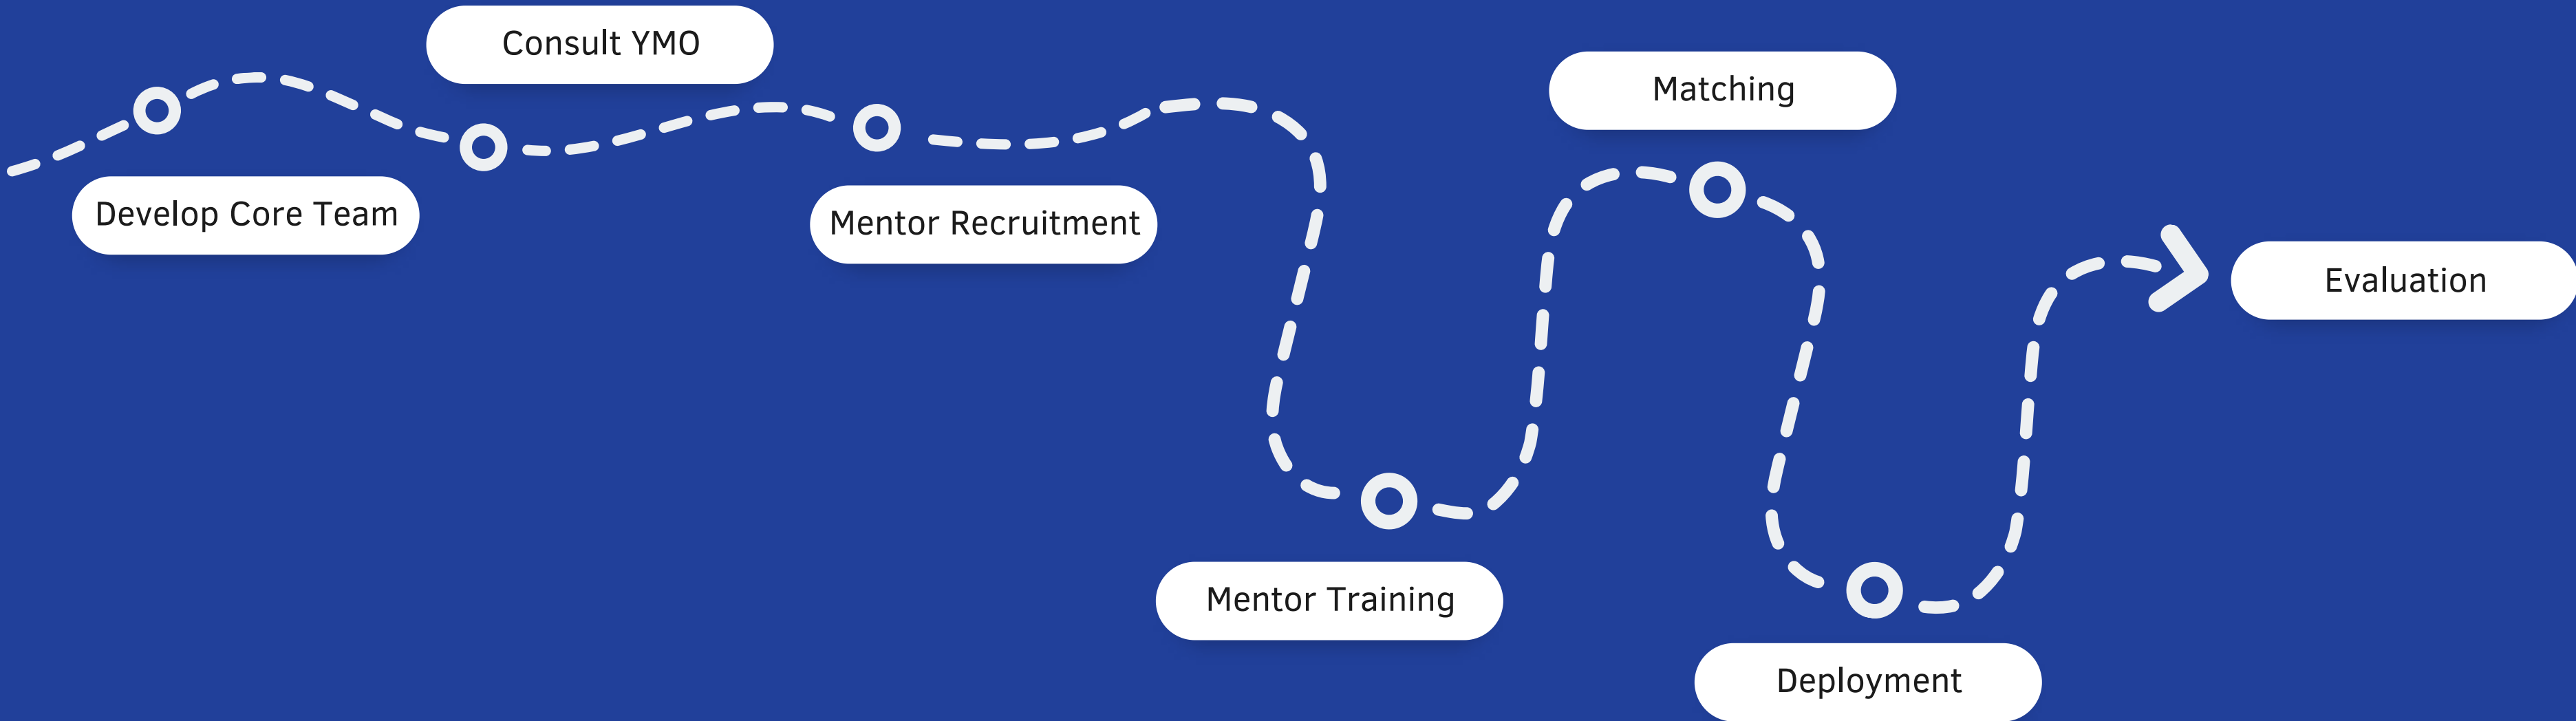 Develop Core Team
Consult YMO
Mentor Recruitment
Mentor Training
Matching
Deployment
Evaluation